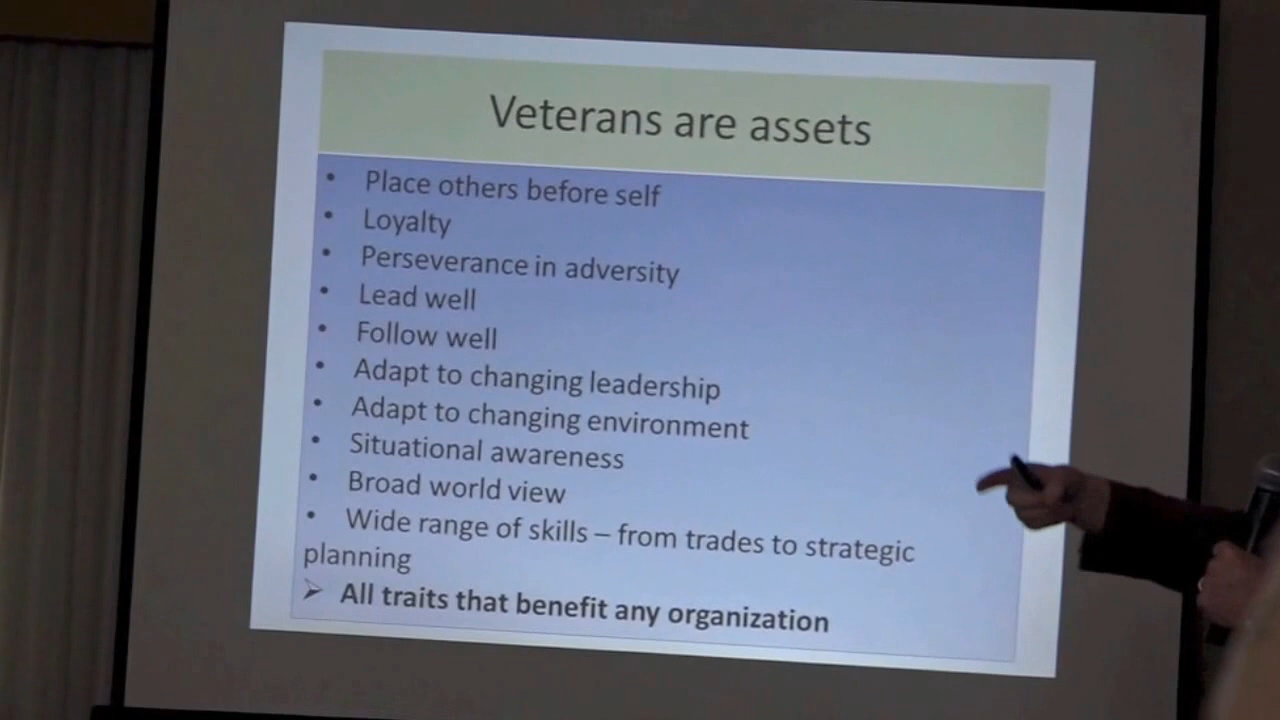 Veterans are assets
• Place others before self
• Loyalty
• Perseverance in adversity
• Lead well
• Follow well
• Adapt to changing leadership
• Adapt to changing environment
• Situational awareness
• Broad world view
• Wide range of skills – from trades to strategic
planning
➢ All traits that benefit any organization